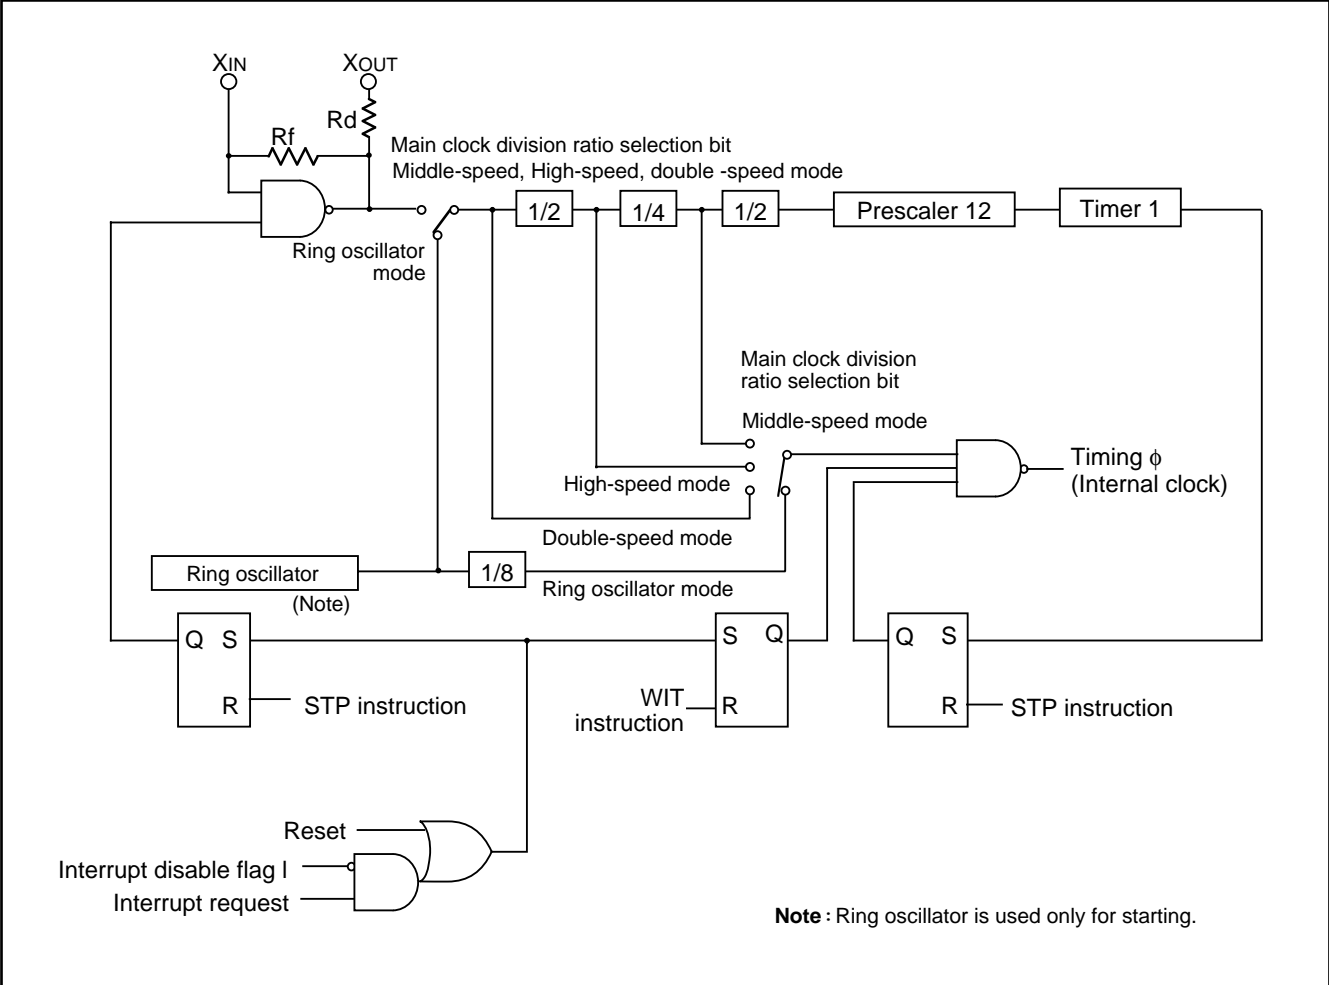 XIN
XOUT
Rd
Rf
Main clock division ratio selection bit
Middle-speed, High-speed, double -speed mode
1/2
1/4
1/2
Prescaler 12
Timer 1
Ring oscillator
mode
Main clock division
ratio selection bit
Middle-speed mode
High-speed mode
Timing ϕ
(Internal clock)
Double-speed mode
Ring oscillator
1/8
Ring oscillator mode
(Note)
Q S
R
STP instruction
S Q
R
WIT
instruction
Q S
R
STP instruction
Reset
Interrupt disable flag I
Interrupt request
Note : Ring oscillator is used only for starting.